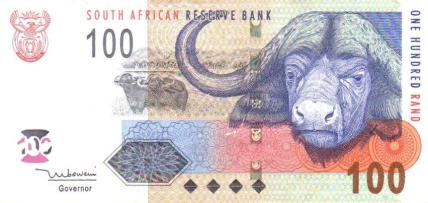 SOUTH AFRICAN RESERVE BANK
100
ONE HUNDRED RAND
100
Governor
100